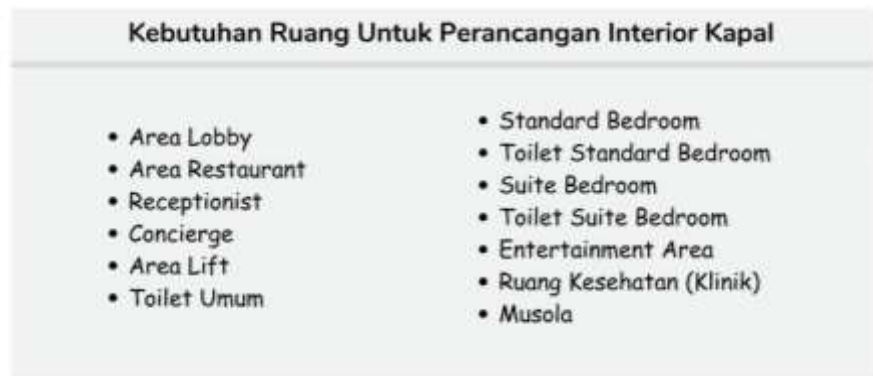 Kebutuhan Ruang Untuk Perancangan Interior Kapal
• Area Lobby
• Area Restaurant
• Receptionist
• Concierge
• Area Lift
• Toilet Umum
• Standard Bedroom
• Toilet Standard Bedroom
• Suite Bedroom
• Toilet Suite Bedroom
• Entertainment Area
• Ruang Kesehatan (Klinik)
• Musola